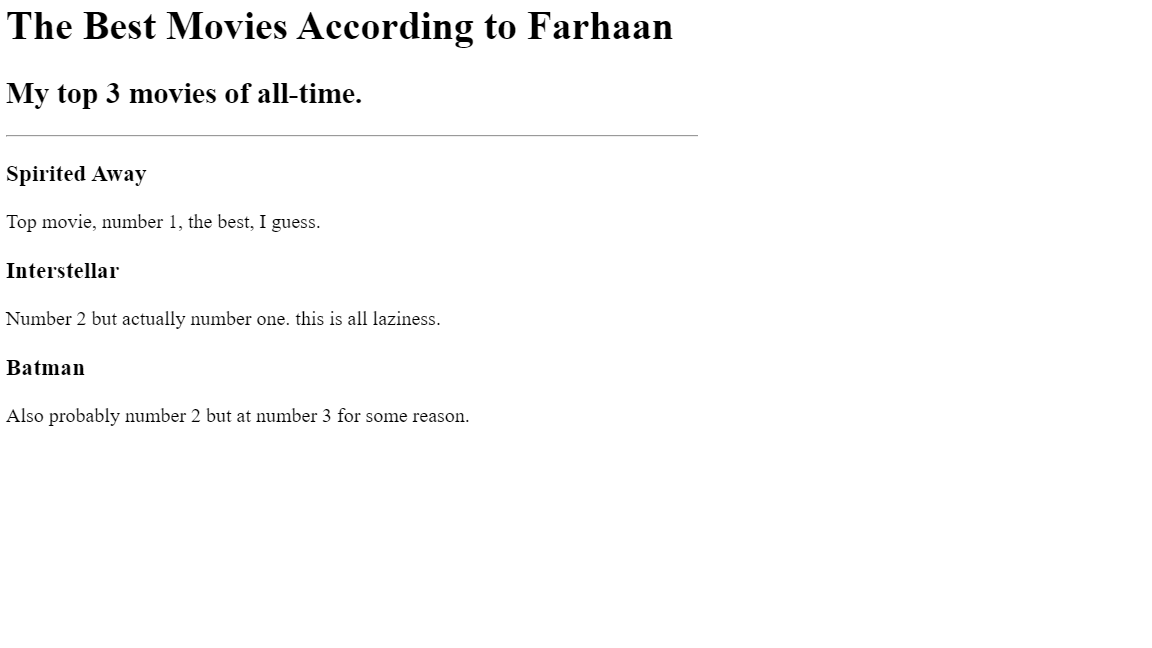 The Best Movies According to Farhaan
My top 3 movies of all-time.
Spirited Away
Top movie, number 1, the best, I guess.
Interstellar
Number 2 but actually number one. this is all laziness.
Batman
Also probably number 2 but at number 3 for some reason.